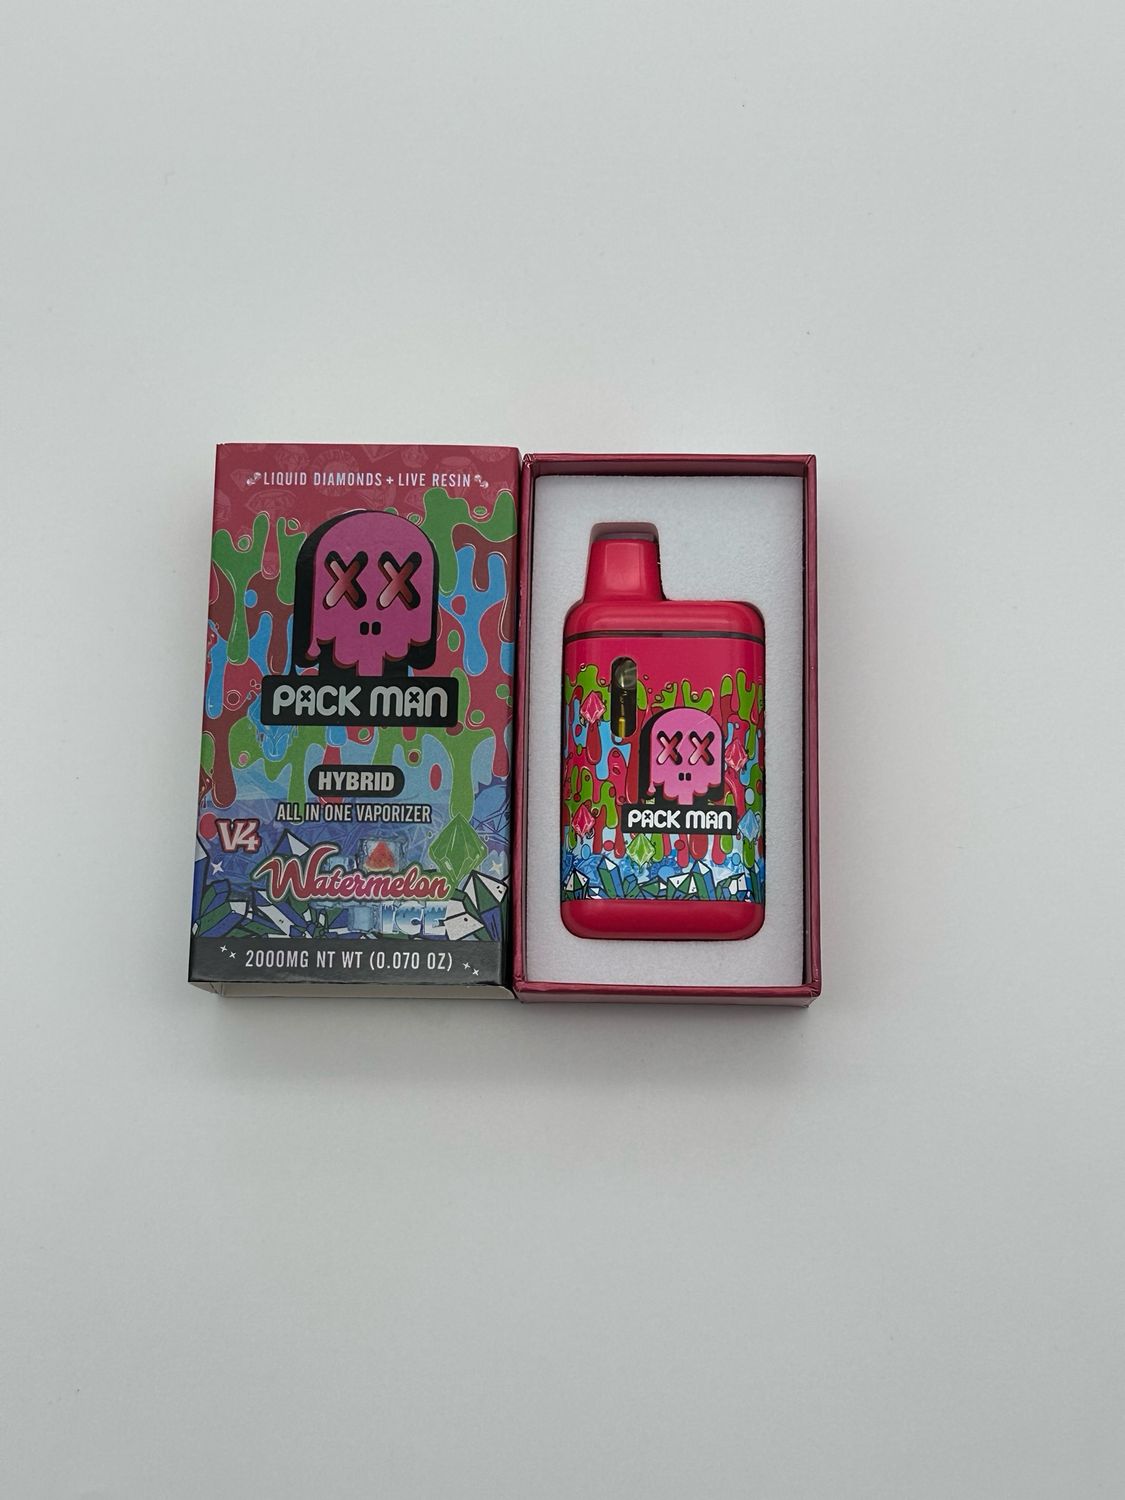 LIQUID DIAMONDS + LIVE RESIN
PACK MAN
HYBRID
ALL IN ONE VAPORIZER
V4
Watermelon
ICE
2000MG NT WT (0.070 OZ)
PACK MAN